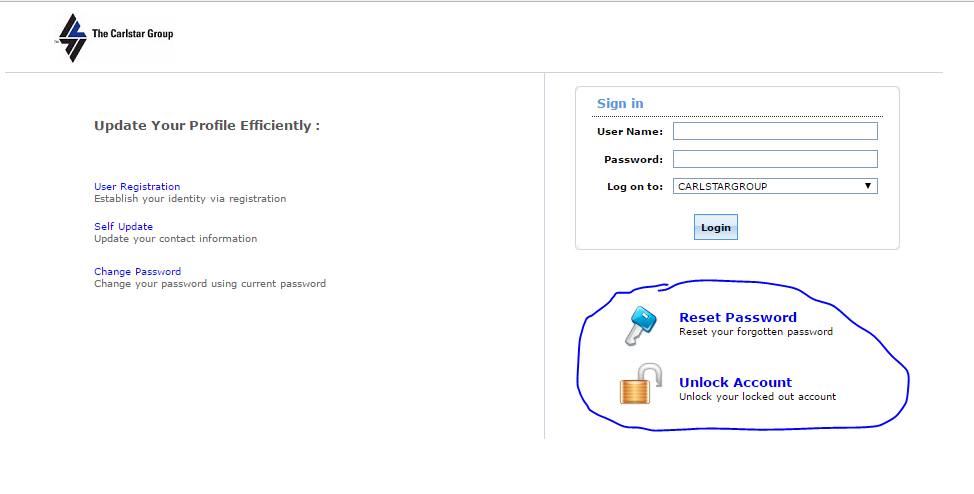 The Carlstar Group
Update Your Profile Efficiently :
User Registration
Establish your identity via registration
Self Update
Update your contact information
Change Password
Change your password using current password
Sign in
User Name:
Password:
Log on to: CARLSTARGROUP
Login
Reset Password
Reset your forgotten password
Unlock Account
Unlock your locked out account